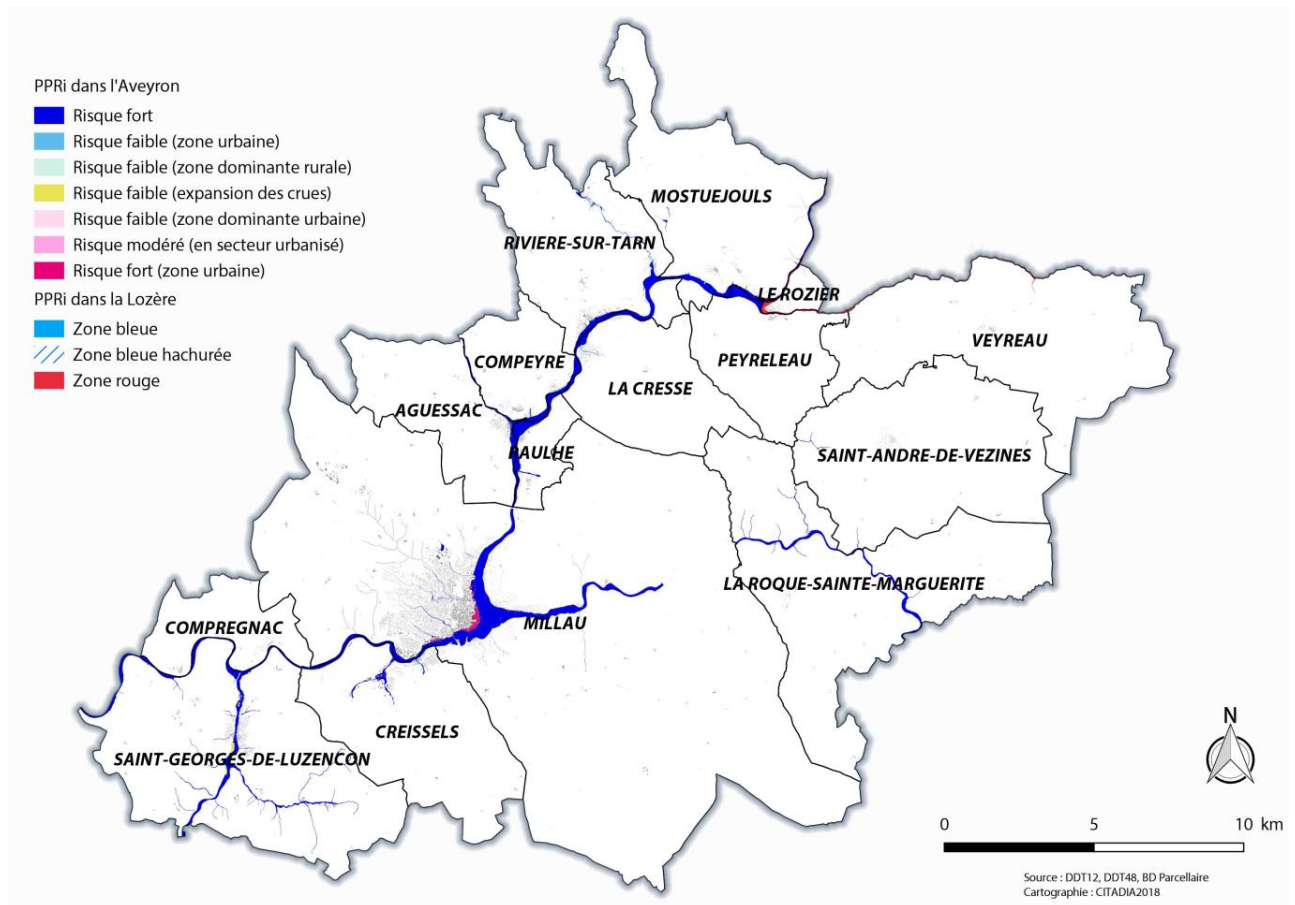 PPRi dans l'Aveyron
Risque fort
Risque faible (zone urbaine)
Risque faible (zone dominante rurale)
Risque faible (expansion des crues)
Risque faible (zone dominante urbaine)
Risque modéré (en secteur urbanisé)
Risque fort (zone urbaine)
PPRi dans la Lozère
Zone bleue
Zone bleue hachurée
Zone rouge
MOSTUEJOULS
RIVIERE-SUR-TARN
LE ROZIER
VEYREAU
COMPEYRE
PEYRELEAU
LA CRESSE
AGUESSAC
PAULHE
SAINT-ANDRE-DE-VEZINES
LA ROQUE-SAINTE-MARGUERITE
MILLAU
COMPREGNAC
CREISSELS
SAINT-GEORGES-DE-LUZENCON
N
0 5 10 km
Source : DDT12, DDT48, BD Parcellaire
Cartographie : CITADIA2018